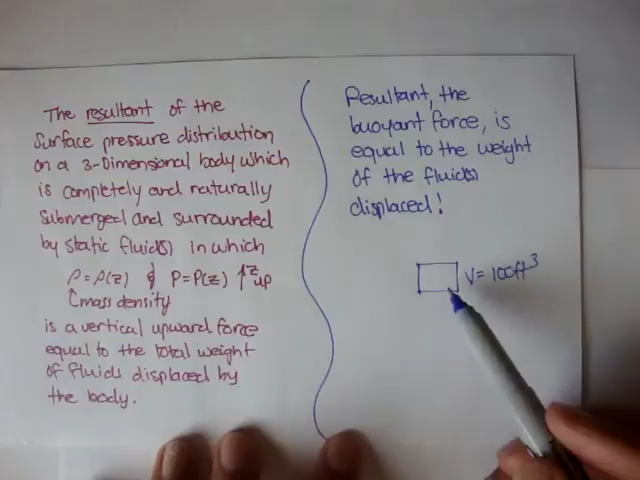 The resultant of the
Surface pressure distribution
on a 3-Dimensional body which
is completely and naturally
submerged and surrounded
by static fluid(s) in which
ρ=ρ(z) & P=P(z) ↑z up
↑mass density
is a vertical upward force
equal to the total weight
of fluids displaced by
the body.
Resultant, the
buoyant force, is
equal to the weight
of the fluid(s)
displaced!
V=100ft³